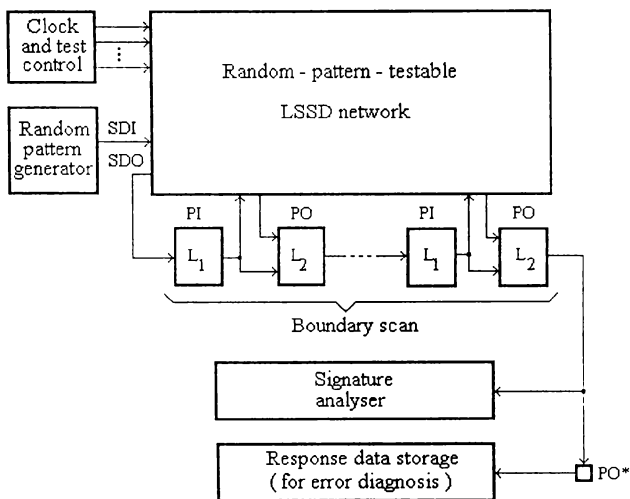 Clock
and test
control
Random - pattern - testable
LSSD network
Random
pattern
generator
SDI
SDO
PI
PO
PI
PO
L1
L2
L1
L2
Boundary scan
Signature
analyser
Response data storage
( for error diagnosis )
PO*